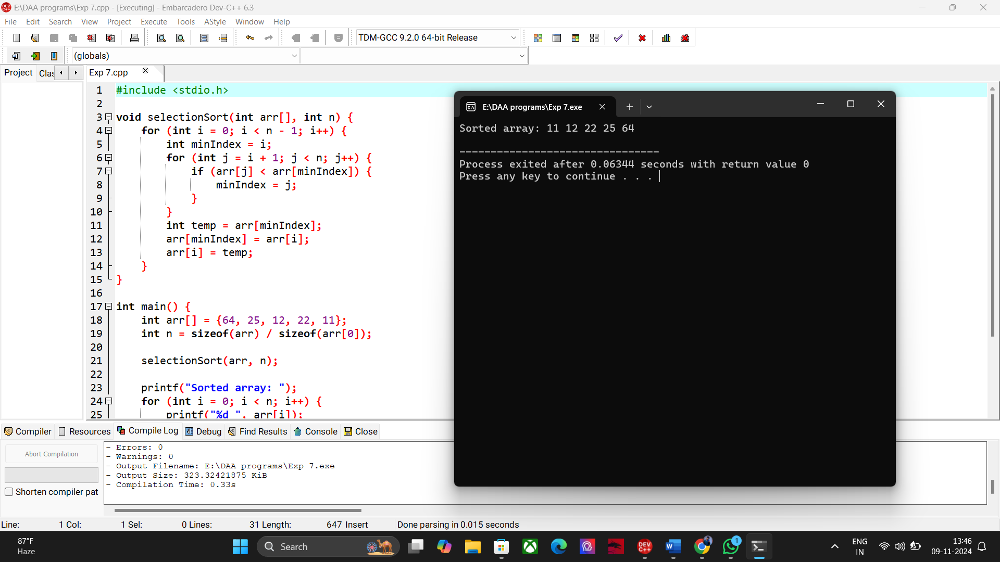 E:\DAA programs\Exp 7.cpp - [Executing] - Embarcadero Dev-C++ 6.3
File Edit Search View Project Execute Tools AStyle Window Help
TDM-GCC 9.2.0 64-bit Release
(globals)
Project Clas Exp 7.cpp
1 #include <stdio.h>
2
3 void selectionSort(int arr[], int n) {
4 for (int i = 0; i < n - 1; i++) {
5 int minIndex = i;
6 for (int j = i + 1; j < n; j++) {
7 if (arr[j] < arr[minIndex]) {
8 minIndex = j;
9 }
10 }
11 int temp = arr[minIndex];
12 arr[minIndex] = arr[i];
13 arr[i] = temp;
14 }
15 }
16
17 int main() {
18 int arr[] = {64, 25, 12, 22, 11};
19 int n = sizeof(arr) / sizeof(arr[0]);
20
21 selectionSort(arr, n);
22
23 printf("Sorted array: ");
24 for (int i = 0; i < n; i++) {
25 printf("%d ", arr[i]);
E:\DAA programs\Exp 7.exe
Sorted array: 11 12 22 25 64
--------------------------------
Process exited after 0.06344 seconds with return value 0
Press any key to continue . . .
Compiler Resources Compile Log Debug Find Results Console Close
Abort Compilation
Shorten compiler pat
- Errors: 0
- Warnings: 0
- Output Filename: E:\DAA programs\Exp 7.exe
- Output Size: 323.32421875 KiB
- Compilation Time: 0.33s
Line: 1 Col: 1 Sel: 0 Lines: 31 Length: 647 Insert Done parsing in 0.015 seconds
87°F
Haze
Search
DEV C++
W
1
ENG
IN
13:46
09-11-2024